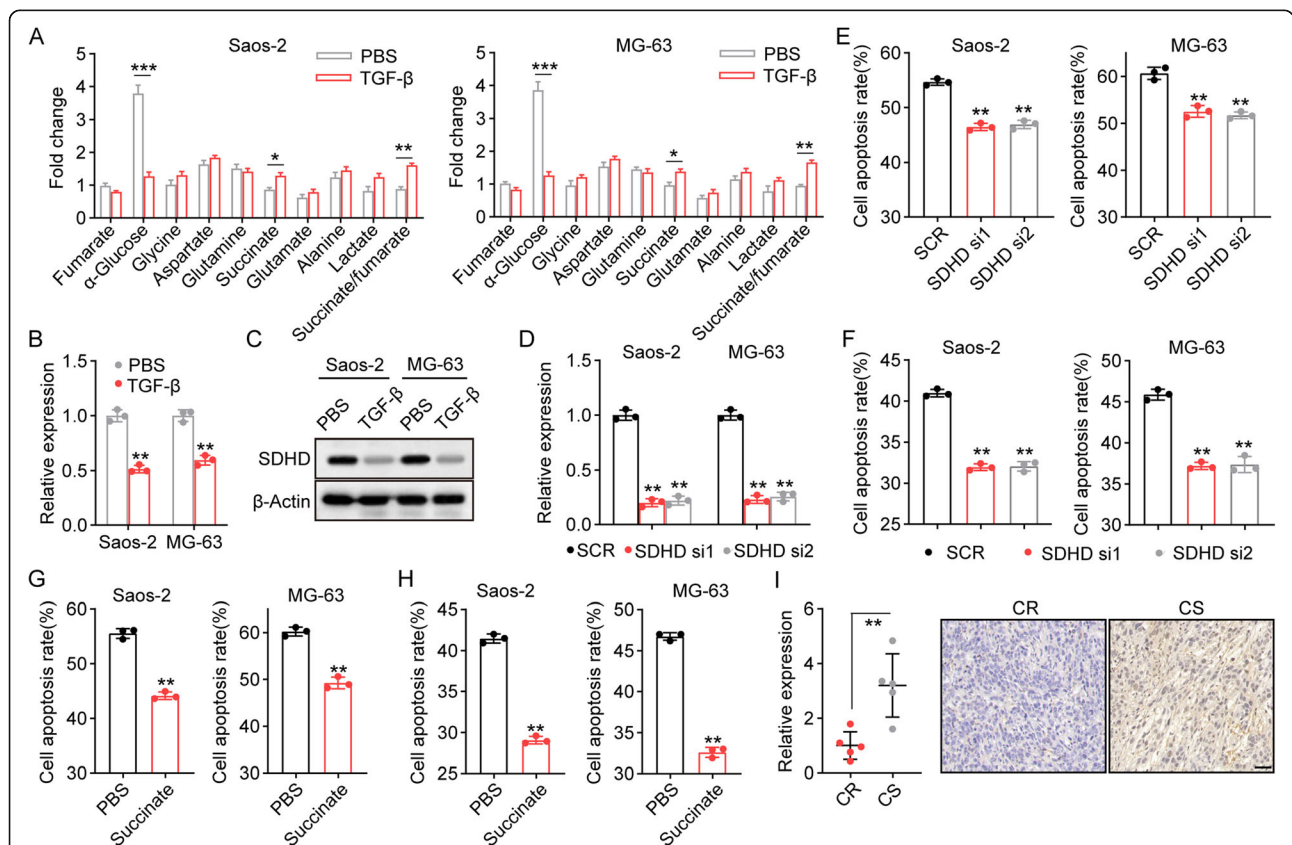 A
Saos-2
PBS
TGF-β
Fold change
5
4
3
2
1
0
***
*
**
Fumarate
α-Glucose
Glycine
Aspartate
Glutamine
Succinate
Glutamate
Alanine
Lactate
Succinate/fumarate
MG-63
PBS
TGF-β
Fold change
5
4
3
2
1
0
***
*
**
Fumarate
α-Glucose
Glycine
Aspartate
Glutamine
Succinate
Glutamate
Alanine
Lactate
Succinate/fumarate
E
Saos-2
Cell apoptosis rate(%)
60
50
40
30
** **
SCR
SDHD si1
SDHD si2
MG-63
Cell apoptosis rate(%)
60
50
40
30
** **
SCR
SDHD si1
SDHD si2
B
PBS
TGF-β
Relative expression
1.5
1.0
0.5
0.0
** **
Saos-2 MG-63
C
Saos-2 MG-63
PBS TGF-β PBS TGF-β
SDHD
β-Actin
D
Saos-2 MG-63
Relative expression
1.5
1.0
0.5
0.0
** ** ** **
SCR SDHD si1 SDHD si2
F
Saos-2
Cell apoptosis rate(%)
45
40
35
30
25
** **
MG-63
Cell apoptosis rate(%)
50
45
40
35
30
** **
SCR SDHD si1 SDHD si2
G
Saos-2
Cell apoptosis rate(%)
60
50
40
30
**
PBS
Succinate
MG-63
Cell apoptosis rate(%)
70
60
50
40
30
**
PBS
Succinate
H
Saos-2
Cell apoptosis rate(%)
45
40
35
30
25
**
PBS
Succinate
MG-63
Cell apoptosis rate(%)
50
45
40
35
30
**
PBS
Succinate
I
Relative expression
6
4
2
0
**
CR
CS
CR
CS